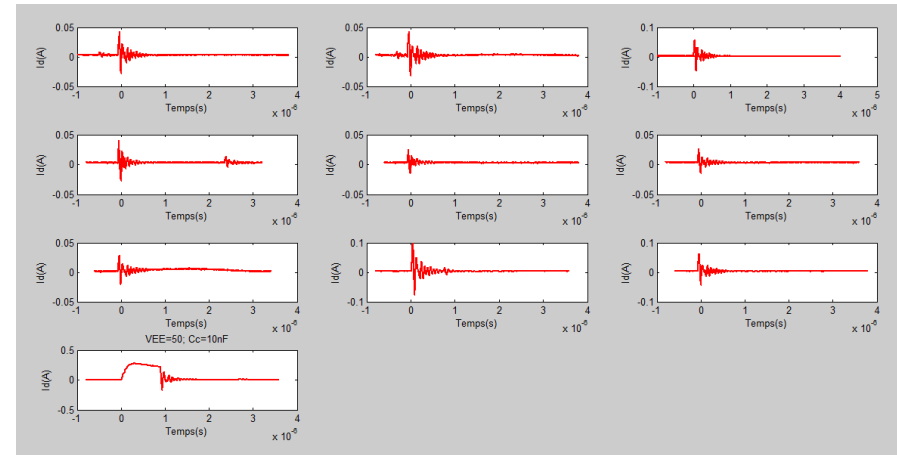 0.05 0.05 0.1
Id(A) Id(A) Id(A)
0 0 0
-0.05 -0.05 -0.1
-1 0 1 2 3 4 -1 0 1 2 3 4 -1 0 1 2 3 4 5
Temps(s) Temps(s) Temps(s)
x 10^-6 x 10^-6 x 10^-6
0.05 0.05 0.05
Id(A) Id(A) Id(A)
0 0 0
-0.05 -0.05 -0.05
-1 0 1 2 3 4 -1 0 1 2 3 4 -1 0 1 2 3 4
Temps(s) Temps(s) Temps(s)
x 10^-6 x 10^-6 x 10^-6
0.05 0.1 0.1
Id(A) Id(A) Id(A)
0 0 0
-0.05 -0.1 -0.1
-1 0 1 2 3 4 -1 0 1 2 3 4 -1 0 1 2 3 4
Temps(s) Temps(s) Temps(s)
x 10^-6 x 10^-6 x 10^-6
VEE=50; Cc=10nF
0.5
Id(A)
0
-0.5
-1 0 1 2 3 4
Temps(s)
x 10^-6